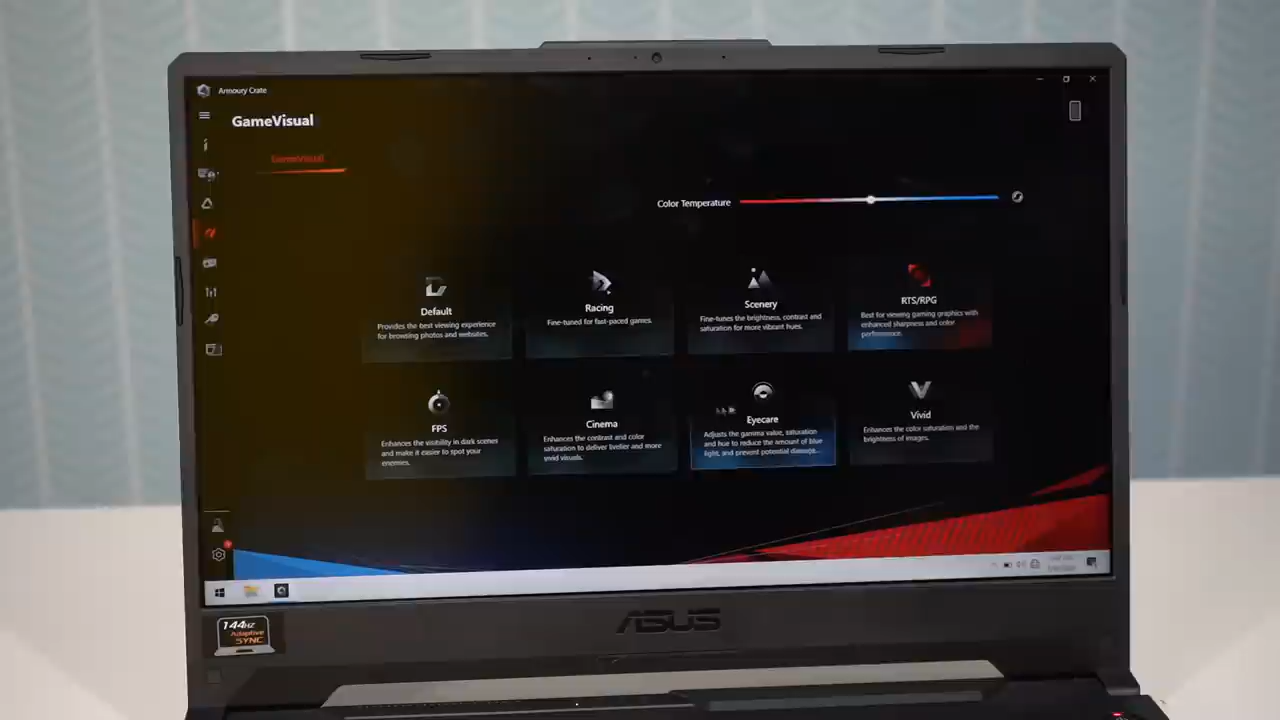 Armoury Crate
GameVisual
GameVisual
Color Temperature
Default
Provides the best viewing experience
for browsing photos and websites.
Racing
Fine-tuned for fast-paced games.
Scenery
Fine-tunes the brightness, contrast and
saturation for more vibrant hues.
RTS/RPG
Best for viewing gaming graphics with
enhanced sharpness and color
performance.
FPS
Enhances the visibility in dark scenes
and make it easier to spot your
enemies.
Cinema
Enhances the contrast and color
saturation to deliver livelier and more
vivid visuals.
Eyecare
Adjusts the gamma value, saturation
and hue to reduce the amount of blue
light, and prevent potential damage...
Vivid
Enhances the color saturation and the
brightness of images.
144Hz
Adaptive
SYNC
ASUS